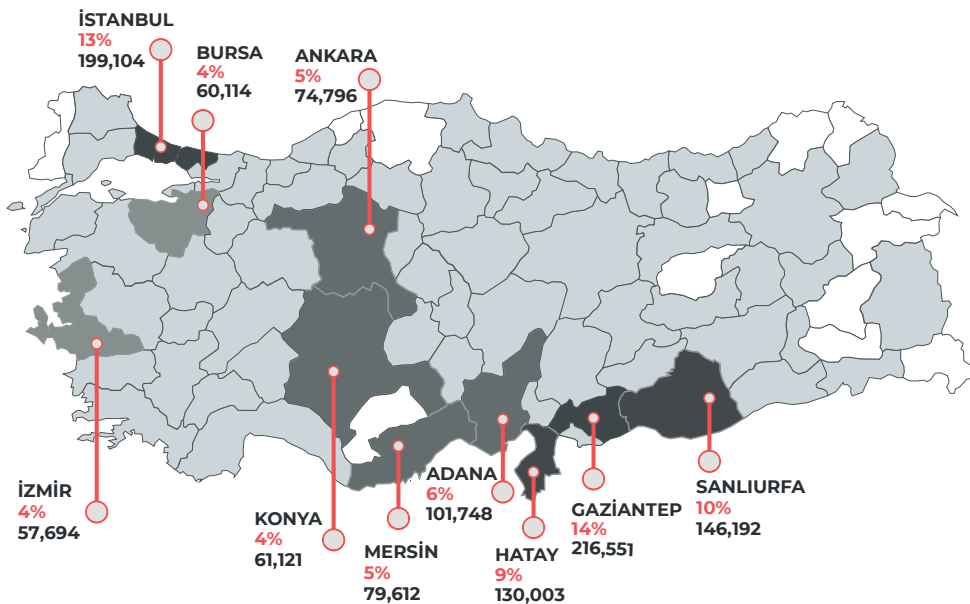 İSTANBUL
13%
199,104
BURSA
4%
60,114
ANKARA
5%
74,796
İZMİR
4%
57,694
KONYA
4%
61,121
MERSİN
5%
79,612
ADANA
6%
101,748
HATAY
9%
130,003
GAZİANTEP
14%
216,551
SANLIURFA
10%
146,192